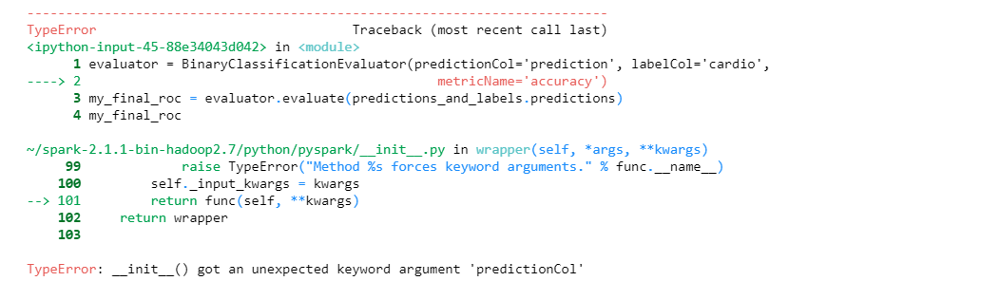 ---------------------------------------------------------------------------
TypeError                                 Traceback (most recent call last)
<ipython-input-45-88e34043d042> in <module>
      1 evaluator = BinaryClassificationEvaluator(predictionCol='prediction', labelCol='cardio',
----> 2                                              metricName='accuracy')
      3 my_final_roc = evaluator.evaluate(predictions_and_labels.predictions)
      4 my_final_roc
~/spark-2.1.1-bin-hadoop2.7/python/pyspark/__init__.py in wrapper(self, *args, **kwargs)
     99             raise TypeError("Method %s forces keyword arguments." % func.__name__)
    100         self._input_kwargs = kwargs
--> 101         return func(self, **kwargs)
    102     return wrapper
    103
TypeError: __init__() got an unexpected keyword argument 'predictionCol'